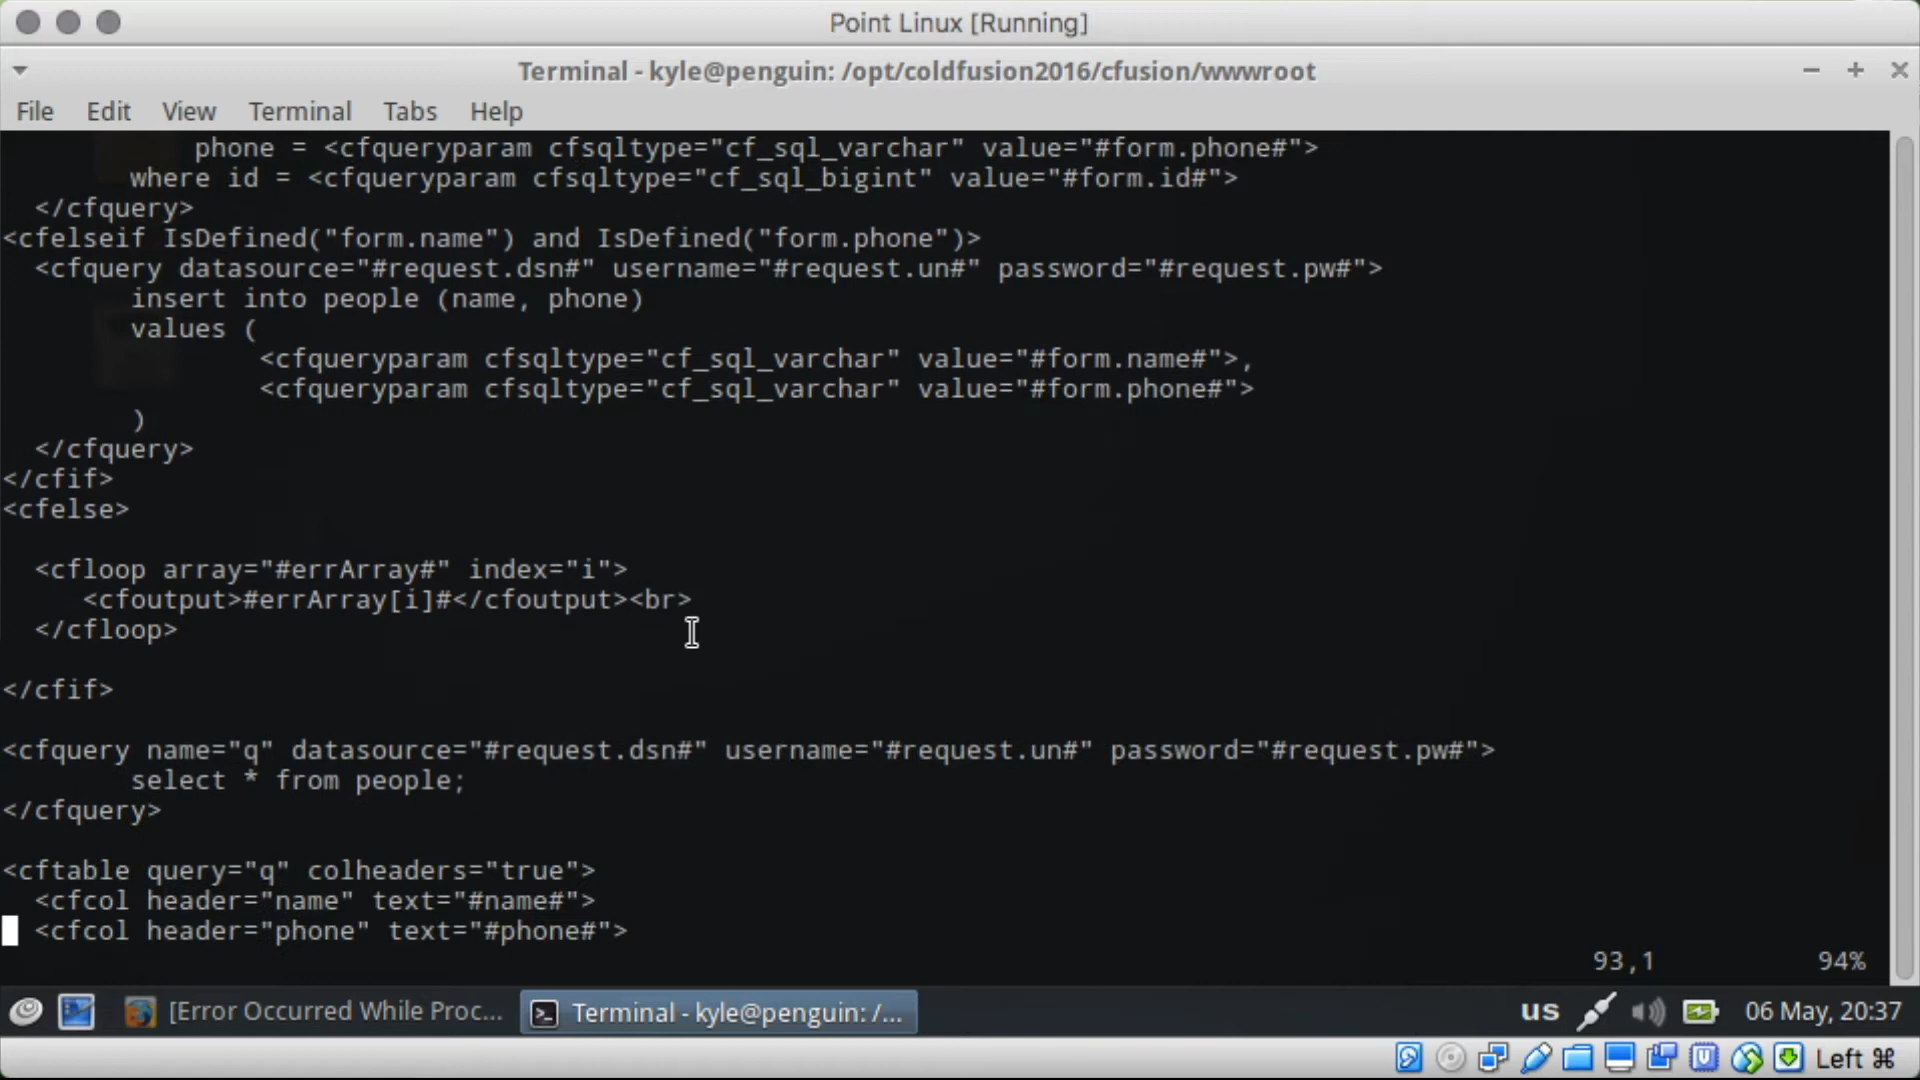 Point Linux [Running]
Terminal - kyle@penguin: /opt/coldfusion2016/cfusion/wwwroot
File Edit View Terminal Tabs Help
phone = <cfqueryparam cfsqltype="cf_sql_varchar" value="#form.phone#">
where id = <cfqueryparam cfsqltype="cf_sql_bigint" value="#form.id#">
</cfquery>
<cfelseif IsDefined("form.name") and IsDefined("form.phone")>
<cfquery datasource="#request.dsn#" username="#request.un#" password="#request.pw#">
insert into people (name, phone)
values (
<cfqueryparam cfsqltype="cf_sql_varchar" value="#form.name#">,
<cfqueryparam cfsqltype="cf_sql_varchar" value="#form.phone#">
)
</cfquery>
</cfif>
<cfelse>
<cfloop array="#errArray#" index="i">
<cfoutput>#errArray[i]#</cfoutput><br>
</cfloop>
</cfif>
<cfquery name="q" datasource="#request.dsn#" username="#request.un#" password="#request.pw#">
select * from people;
</cfquery>
<cftable query="q" colheaders="true">
<cfcol header="name" text="#name#">
<cfcol header="phone" text="#phone#">
93,1 94%
[Error Occurred While Proc... Terminal - kyle@penguin: /... us 06 May, 20:37
Left ⌘